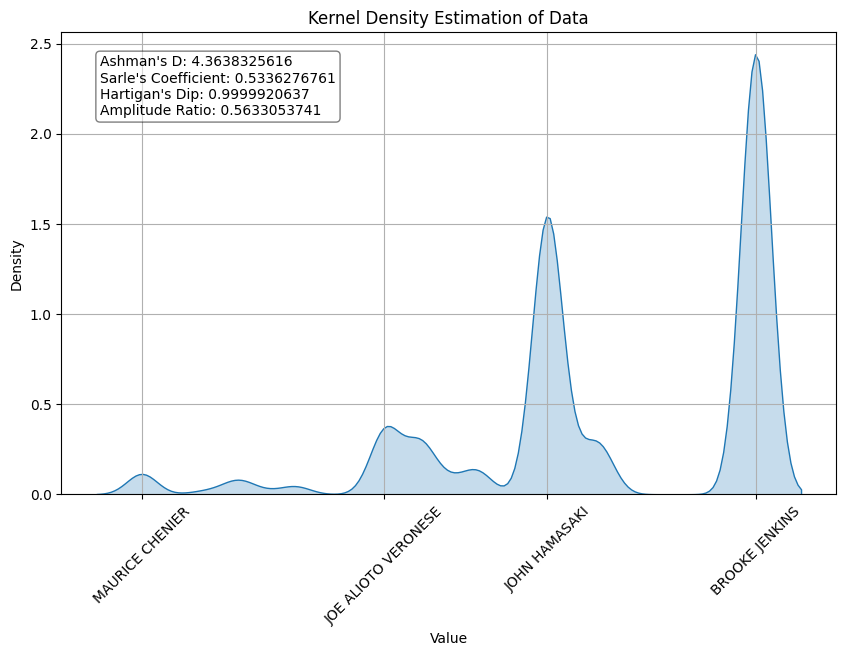 Kernel Density Estimation of Data
2.5
2.0
1.5
1.0
0.5
0.0
Density
Ashman's D: 4.3638325616
Sarle's Coefficient: 0.5336276761
Hartigan's Dip: 0.9999920637
Amplitude Ratio: 0.5633053741
MAURICE CHENIER
JOE ALIOTO VERONESE
JOHN HAMASAKI
BROOKE JENKINS
Value